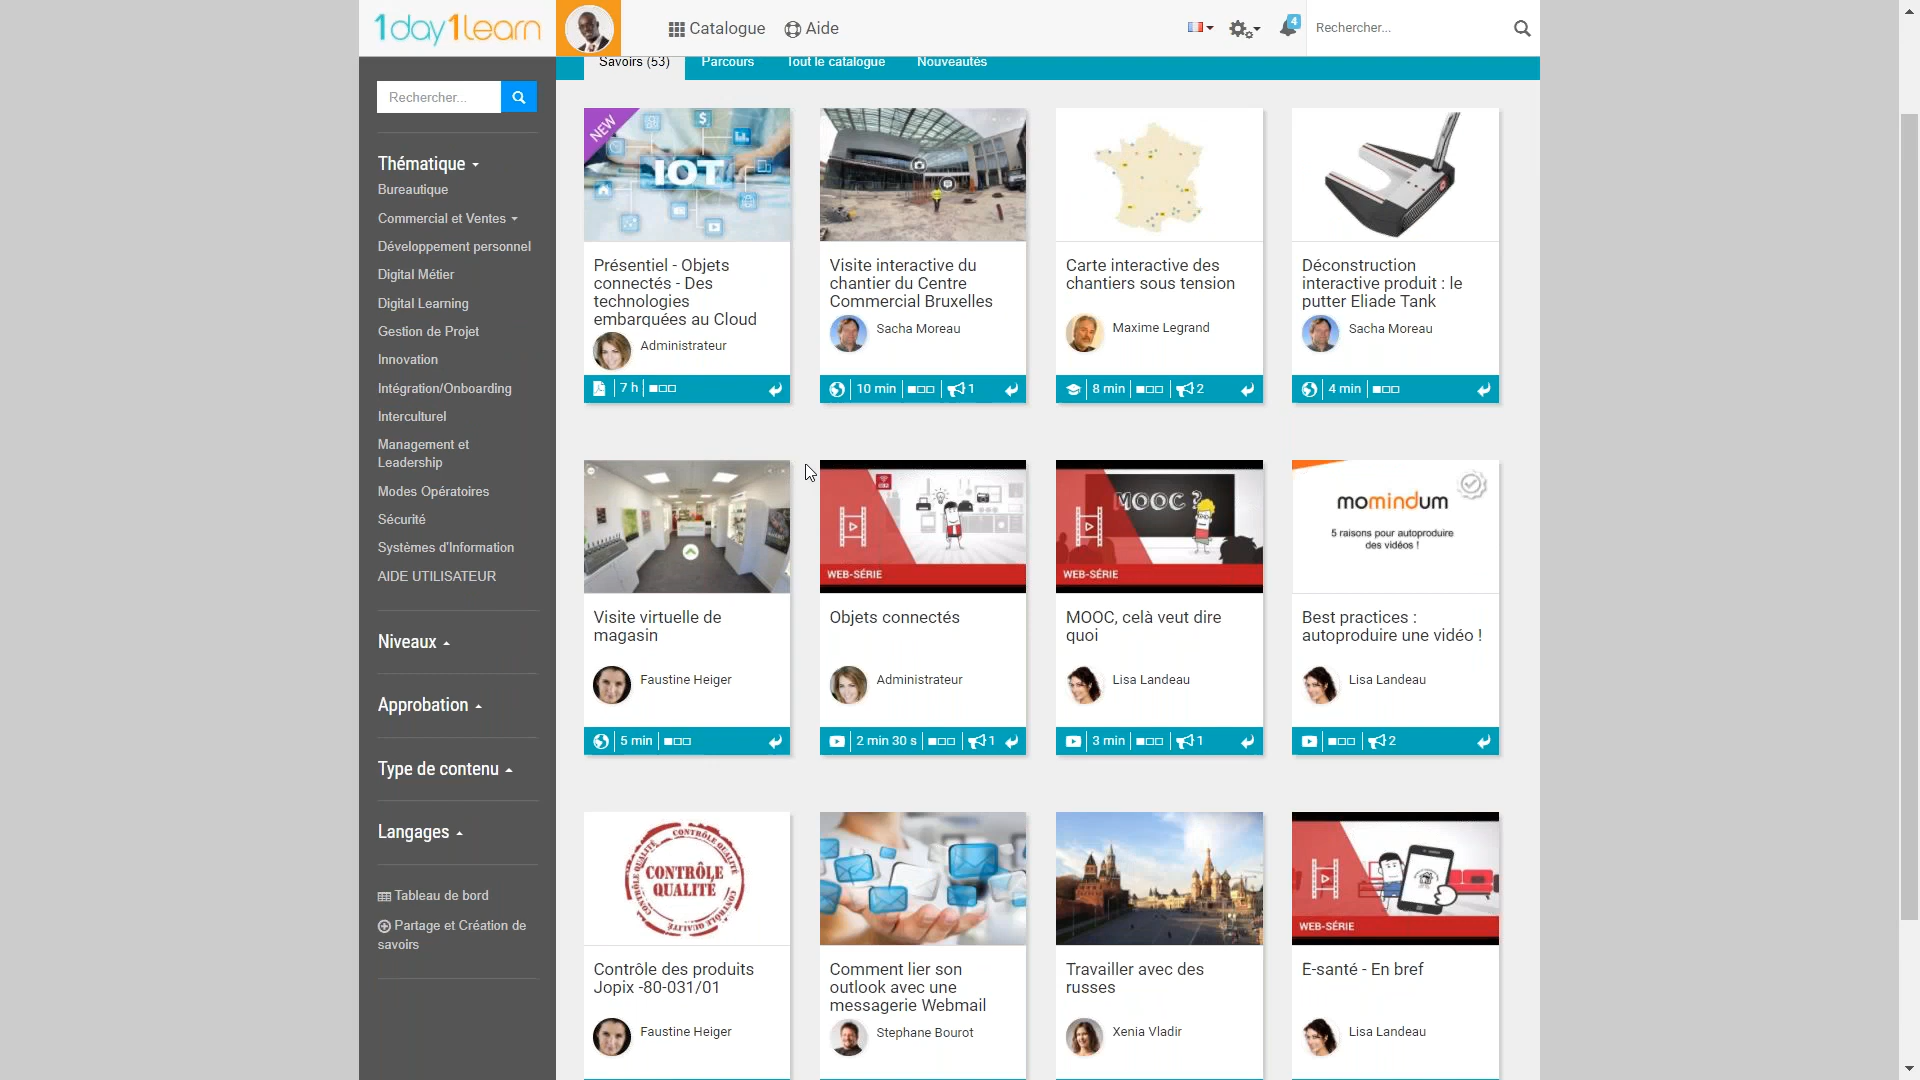 1day1learn
Catalogue
Aide
4
Rechercher...
Savoirs (53)
Parcours
Tout le catalogue
Nouveautés
Rechercher...
Thématique
Bureautique
Commercial et Ventes
Développement personnel
Digital Métier
Digital Learning
Gestion de Projet
Innovation
Intégration/Onboarding
Interculturel
Management et
Leadership
Modes Opératoires
Sécurité
Systèmes d'Information
AIDE UTILISATEUR
Niveaux
Approbation
Type de contenu
Langages
Tableau de bord
Partage et Création de
savoirs
NEW
IOT
Présentiel - Objets
connectés - Des
technologies
embarquées au Cloud
Administrateur
7 h
Visite interactive du
chantier du Centre
Commercial Bruxelles
Sacha Moreau
10 min
1
Carte interactive des
chantiers sous tension
Maxime Legrand
8 min
2
Déconstruction
interactive produit : le
putter Eliade Tank
Sacha Moreau
4 min
Visite virtuelle de
magasin
Faustine Heiger
5 min
WEB-SÉRIE
Objets connectés
Administrateur
2 min 30 s
1
MOOC ?
WEB-SÉRIE
MOOC, celà veut dire
quoi
Lisa Landeau
3 min
1
momindum
5 raisons pour autoproduire
des vidéos !
Best practices :
autoproduire une vidéo !
Lisa Landeau
2
CONTRÔLE QUALITÉ
CONTRÔLE
QUALITÉ
CONTRÔLE QUALITÉ
Contrôle des produits
Jopix -80-031/01
Faustine Heiger
Comment lier son
outlook avec une
messagerie Webmail
Stephane Bourot
Travailler avec des
russes
Xenia Vladir
WEB-SÉRIE
E-santé - En bref
Lisa Landeau